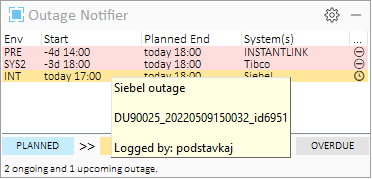 Outage Notifier
Env Start Planned End System(s) ...
PRE -4d 14:00 today 18:00 INSTANTLINK
SYS2 -3d 18:00 today 18:00 Tibco
INT today 17:00 today 18:00 Siebel
Siebel outage
DU90025_20220509150032_id6951
Logged by: podstavkaj
PLANNED >> OVERDUE
2 ongoing and 1 upcoming outage.